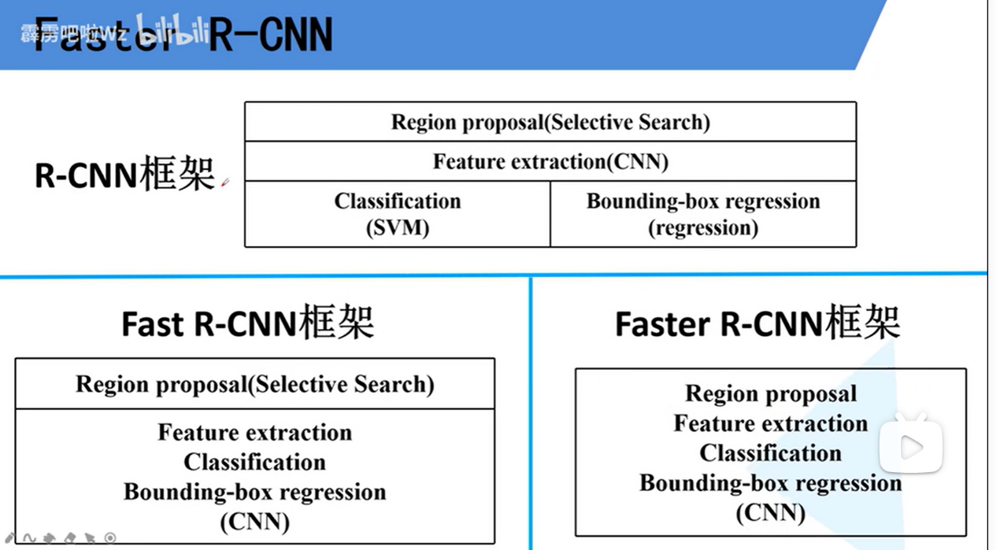 Faster R-CNN
霹雳吧啦Wz bilibili
R-CNN框架
Region proposal(Selective Search)
Feature extraction(CNN)
Classification
(SVM)
Bounding-box regression
(regression)
Fast R-CNN框架
Region proposal(Selective Search)
Feature extraction
Classification
Bounding-box regression
(CNN)
Faster R-CNN框架
Region proposal
Feature extraction
Classification
Bounding-box regression
(CNN)